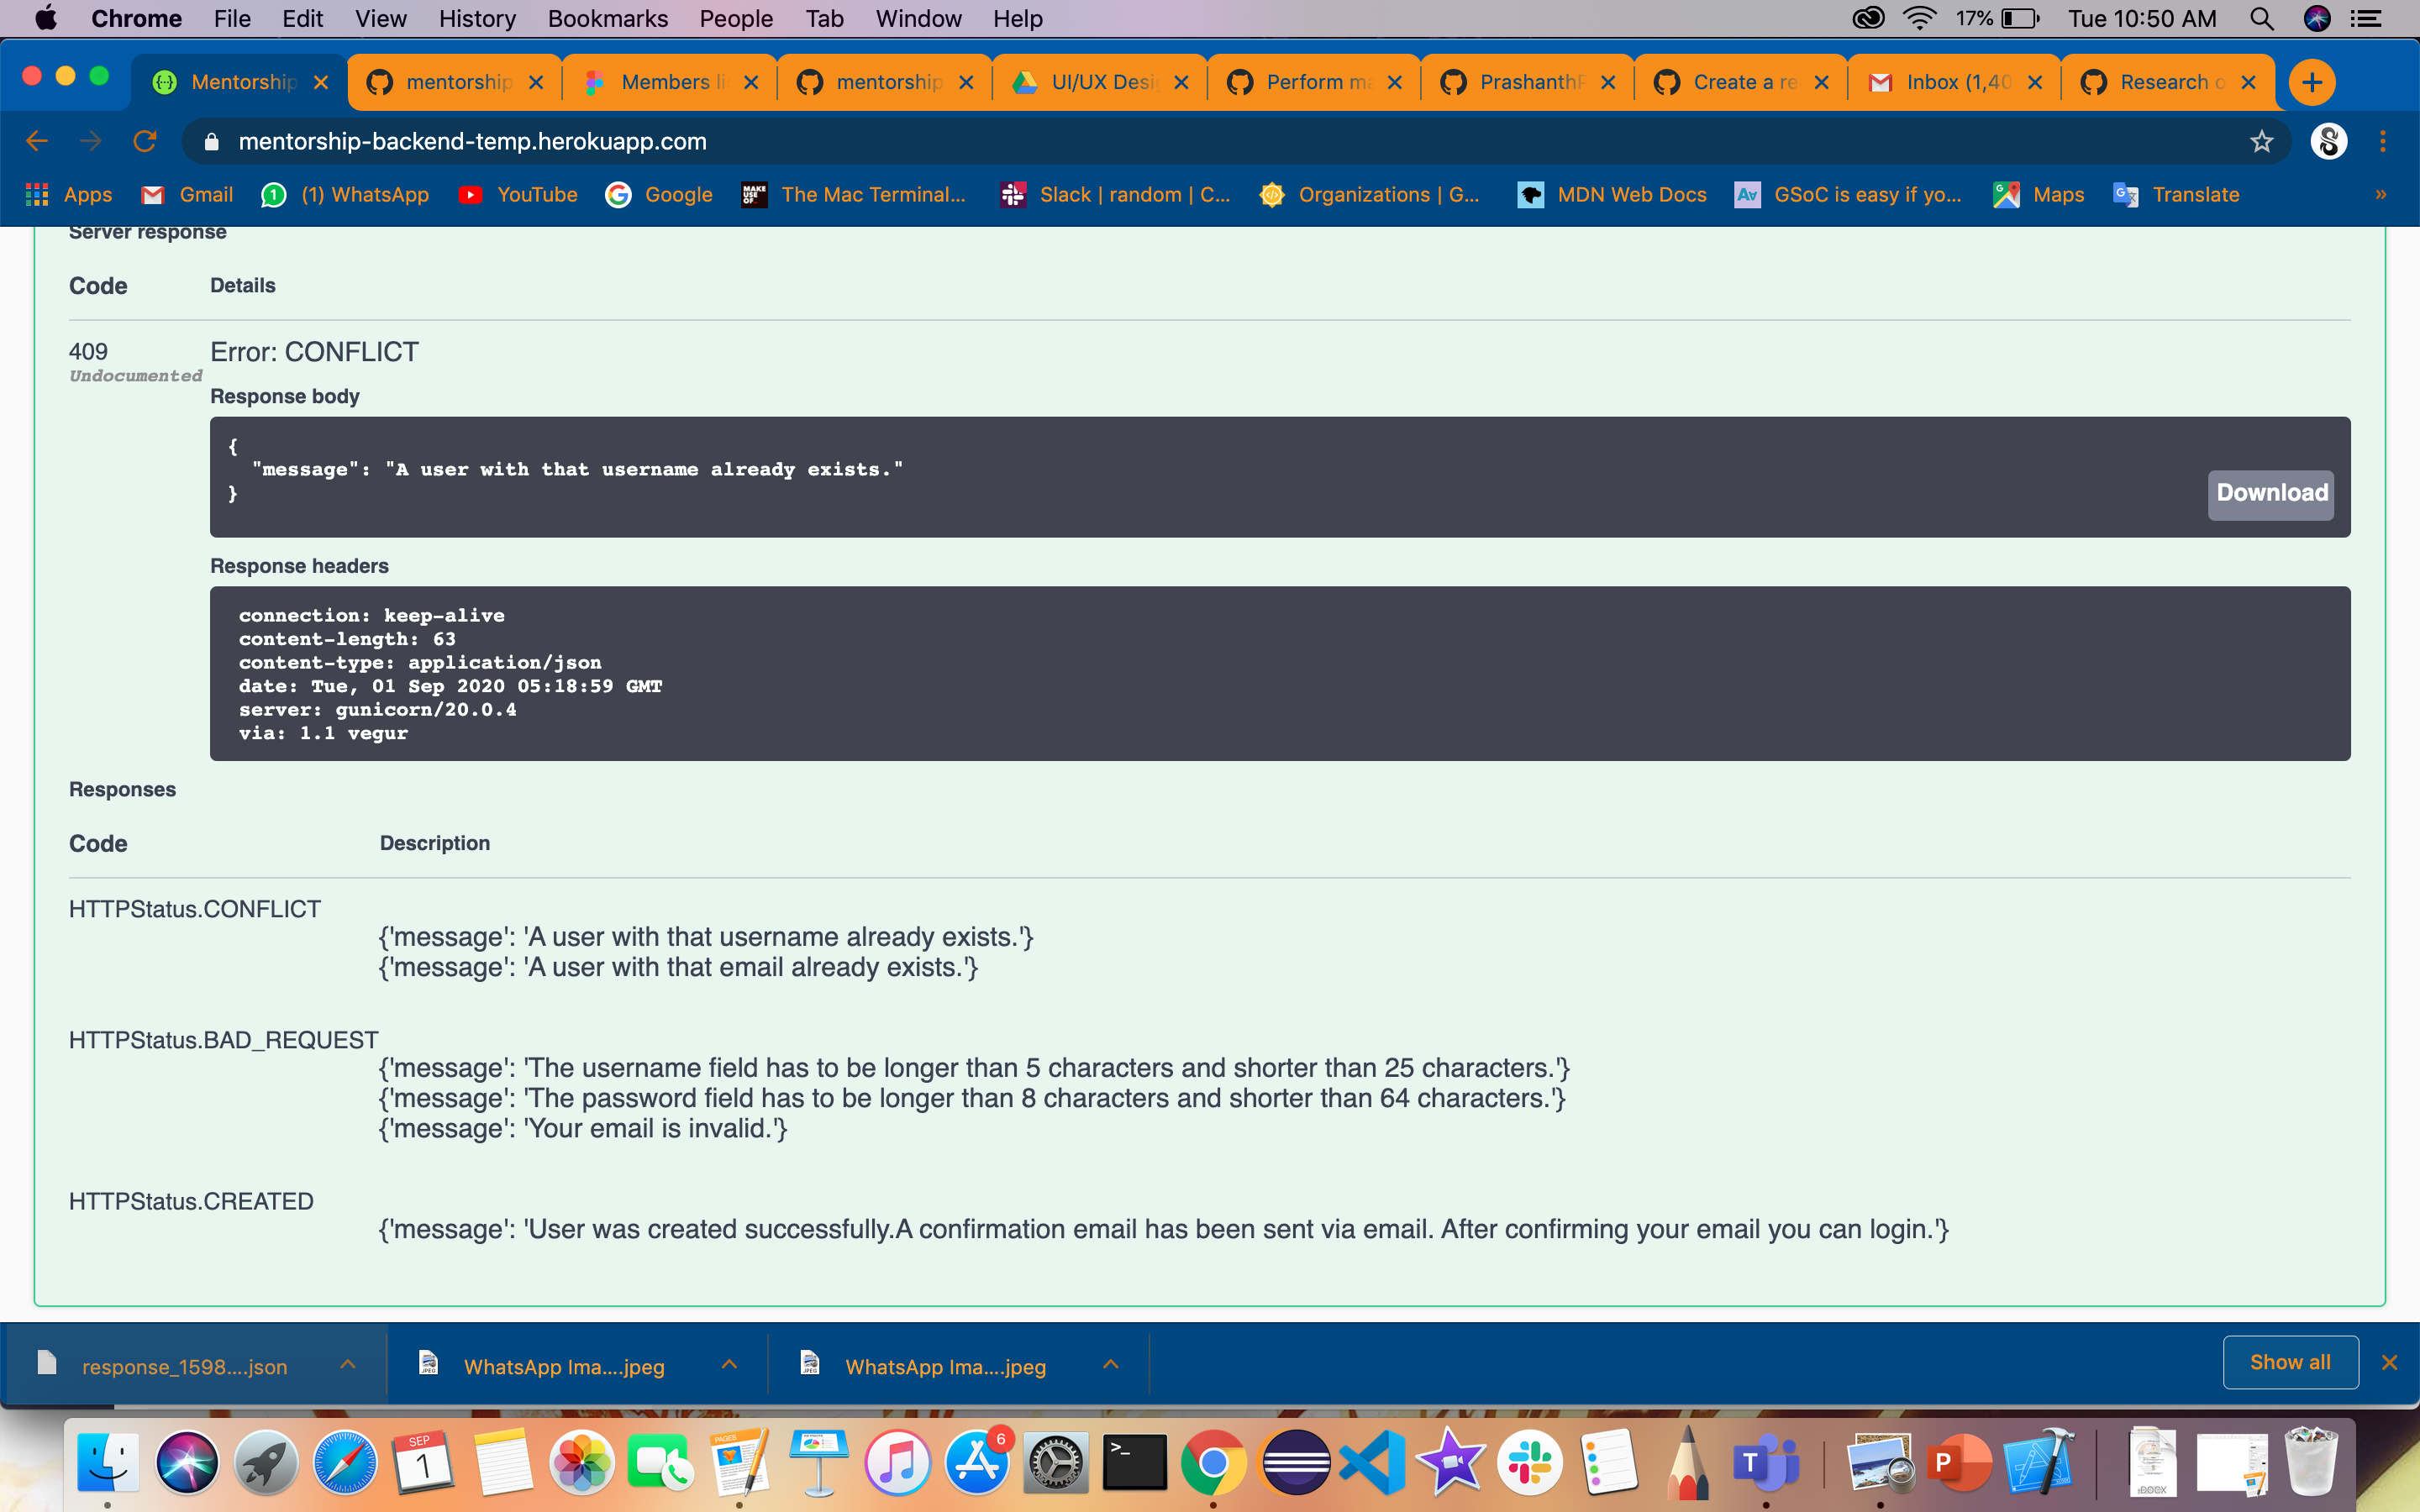 Chrome File Edit View History Bookmarks People Tab Window Help 17% Tue 10:50 AM
Mentorship mentorship Members li mentorship UI/UX Desi Perform ma PrashanthP Create a re Inbox (1,40 Research o
mentorship-backend-temp.herokuapp.com
Apps Gmail (1) WhatsApp YouTube Google MAKE USE OF The Mac Terminal... Slack | random | C... Organizations | G... MDN Web Docs GSoC is easy if yo... Maps Translate »
Server response
Code Details
409 Error: CONFLICT
Undocumented
Response body
{
"message": "A user with that username already exists."
}
Download
Response headers
connection: keep-alive
content-length: 63
content-type: application/json
date: Tue, 01 Sep 2020 05:18:59 GMT
server: gunicorn/20.0.4
via: 1.1 vegur
Responses
Code Description
HTTPStatus.CONFLICT
{'message': 'A user with that username already exists.'}
{'message': 'A user with that email already exists.'}
HTTPStatus.BAD_REQUEST
{'message': 'The username field has to be longer than 5 characters and shorter than 25 characters.'}
{'message': 'The password field has to be longer than 8 characters and shorter than 64 characters.'}
{'message': 'Your email is invalid.'}
HTTPStatus.CREATED
{'message': 'User was created successfully.A confirmation email has been sent via email. After confirming your email you can login.'}
response_1598....json WhatsApp Ima....jpeg WhatsApp Ima....jpeg Show all
SEP 1 PAGES 6 >_ T P DOCX